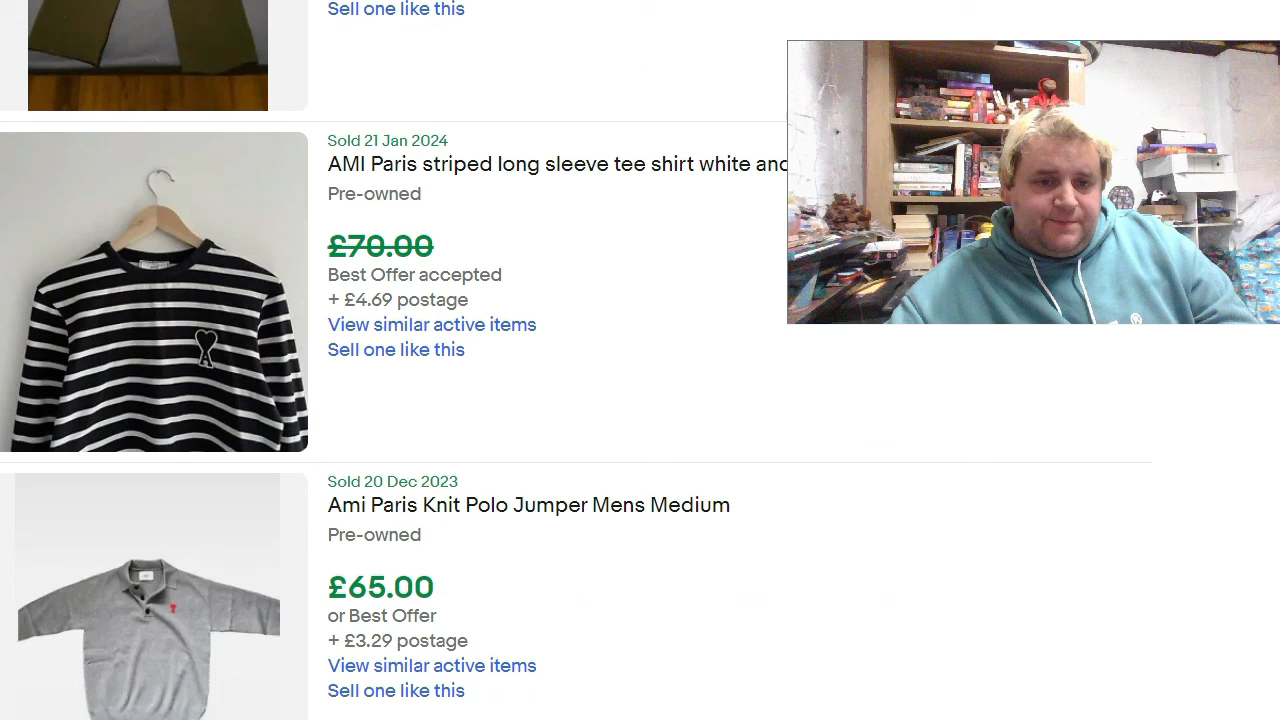 Sell one like this
Sold 21 Jan 2024
AMI Paris striped long sleeve tee shirt white and
Pre-owned
£70.00
Best Offer accepted
+ £4.69 postage
View similar active items
Sell one like this
Sold 20 Dec 2023
Ami Paris Knit Polo Jumper Mens Medium
Pre-owned
£65.00
or Best Offer
+ £3.29 postage
View similar active items
Sell one like this